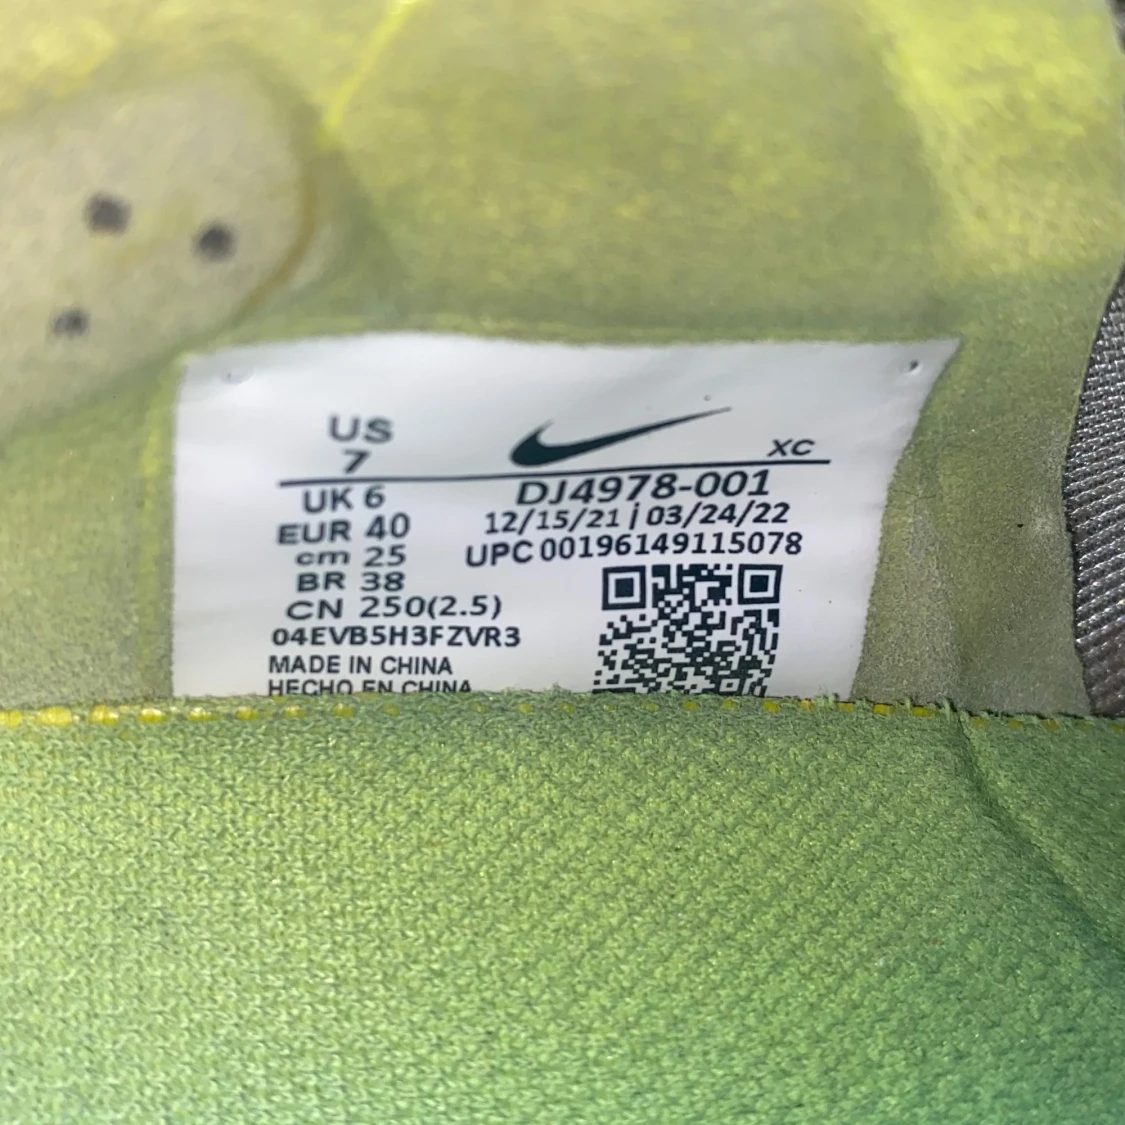 US
7
XC
UK 6
DJ4978-001
EUR 40
12/15/21 | 03/24/22
cm 25
UPC 00196149115078
BR 38
CN 250(2.5)
04EVB5H3FZVR3
MADE IN CHINA
HECHO EN CHINA